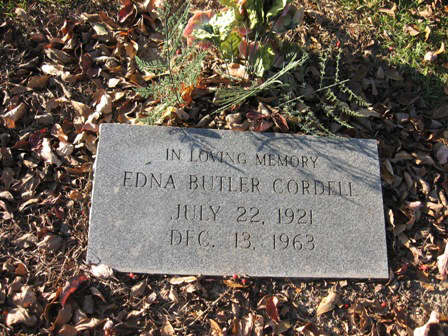 IN LOVING MEMORY
EDNA BUTLER CORDELL
JULY 22, 1921
DEC. 13, 1963